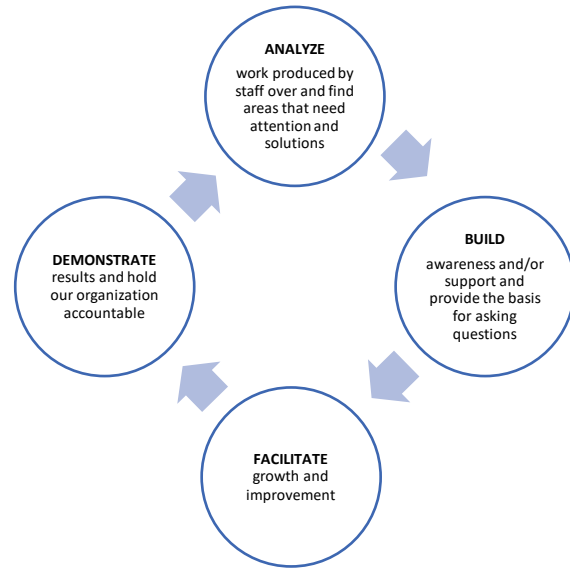 ANALYZE
work produced by
staff over and find
areas that need
attention and
solutions
BUILD
awareness and/or
support and
provide the basis
for asking
questions
FACILITATE
growth and
improvement
DEMONSTRATE
results and hold
our organization
accountable